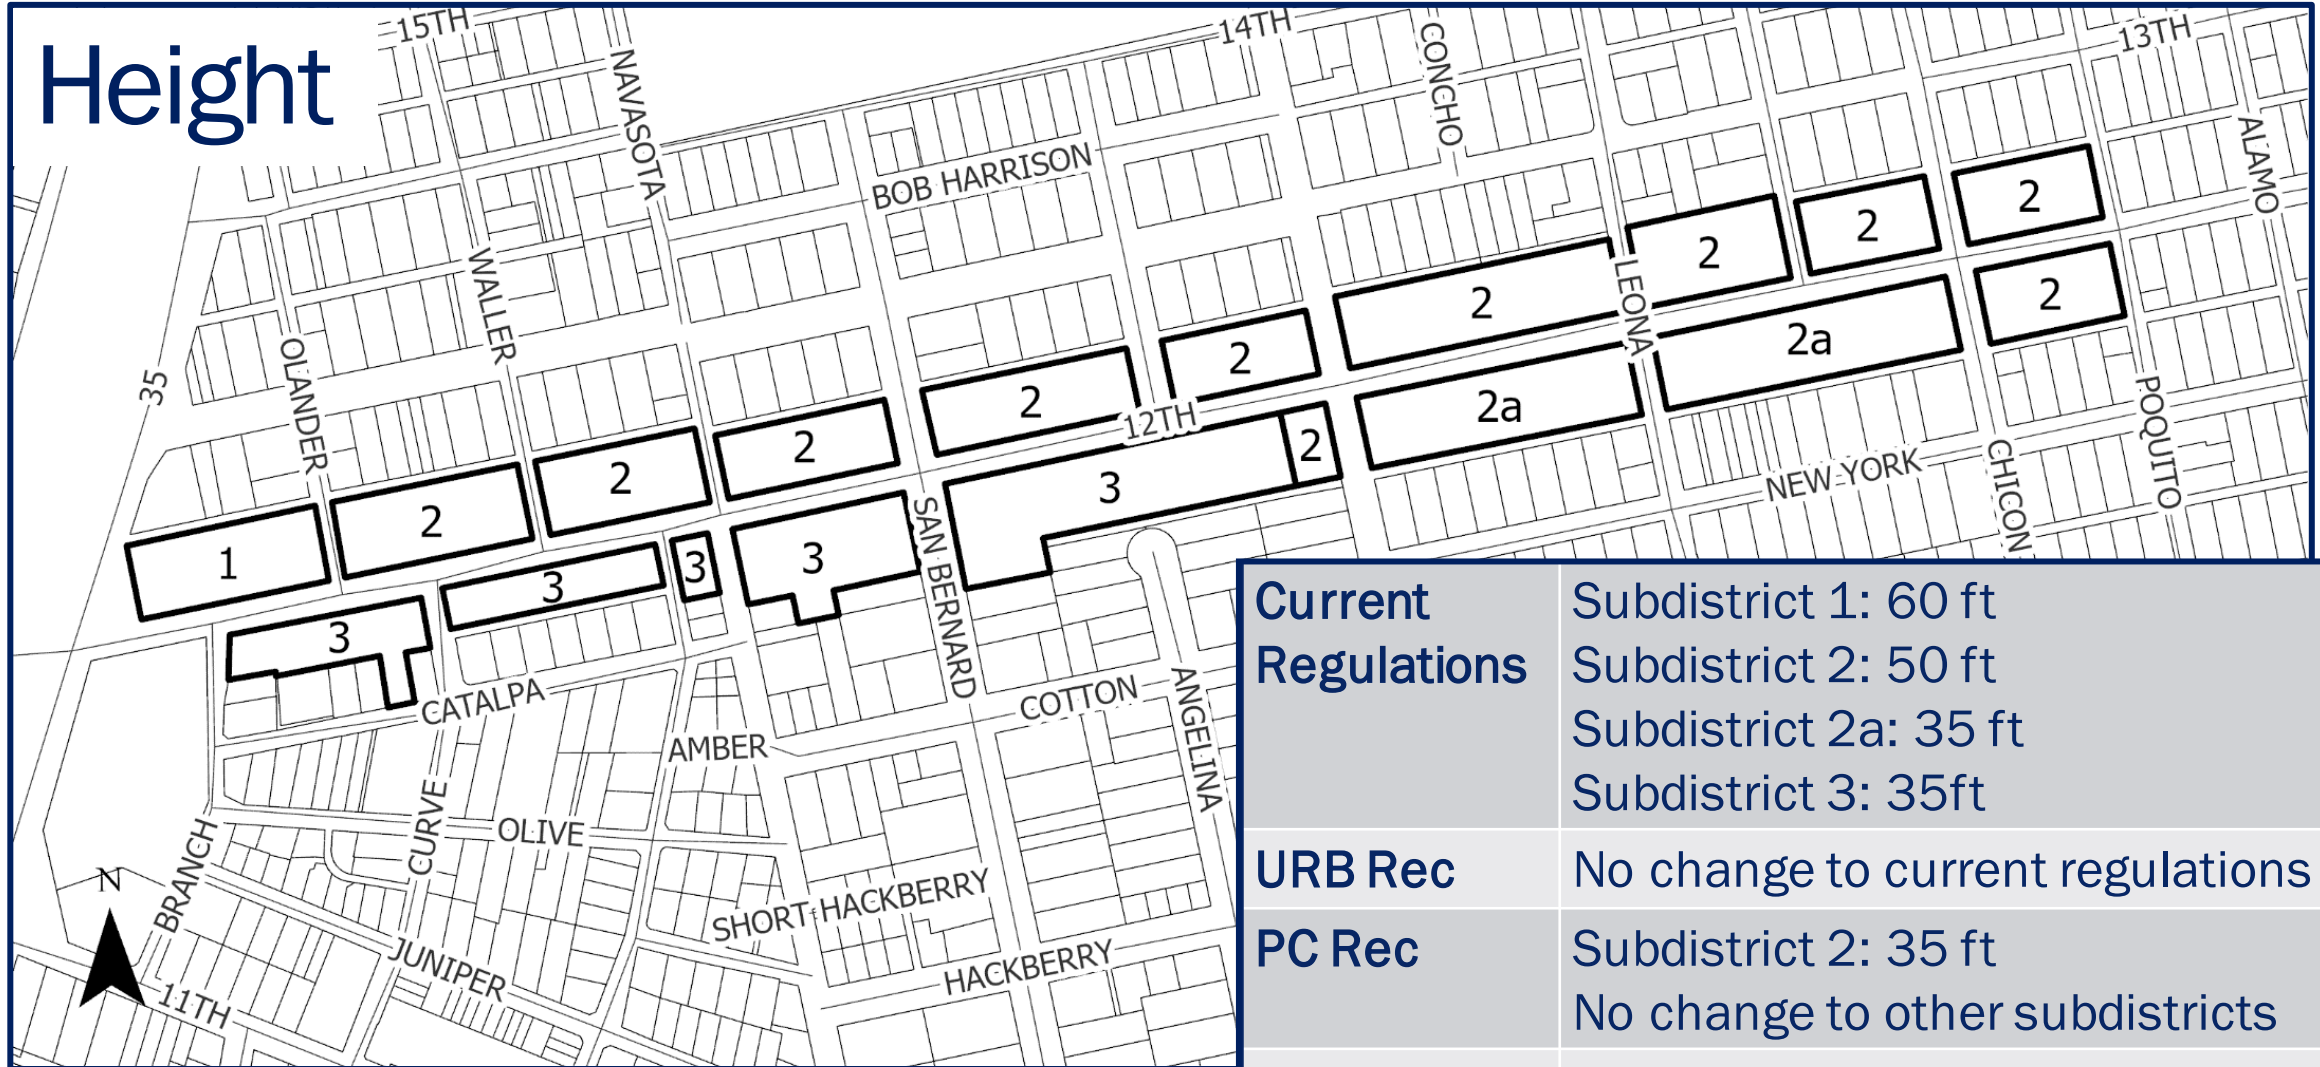 Height
15TH
NAVASOTA
14TH
CONCHO
13TH
ALAMO
BOB HARRISON
WALLER
OLANDER
35
LEONA
2
2
2
2
2
2
2
2
2
2
1
2a
2a
2
3
3
3
3
3
12TH
SAN BERNARD
NEW YORK
CHICON
POQUITO
CATALPA
COTTON
ANGELINA
AMBER
CURVE
OLIVE
BRANCH
SHORT HACKBERRY
HACKBERRY
JUNIPER
11TH
N
Current Regulations
Subdistrict 1: 60 ft
Subdistrict 2: 50 ft
Subdistrict 2a: 35 ft
Subdistrict 3: 35ft
URB Rec
No change to current regulations
PC Rec
Subdistrict 2: 35 ft
No change to other subdistricts